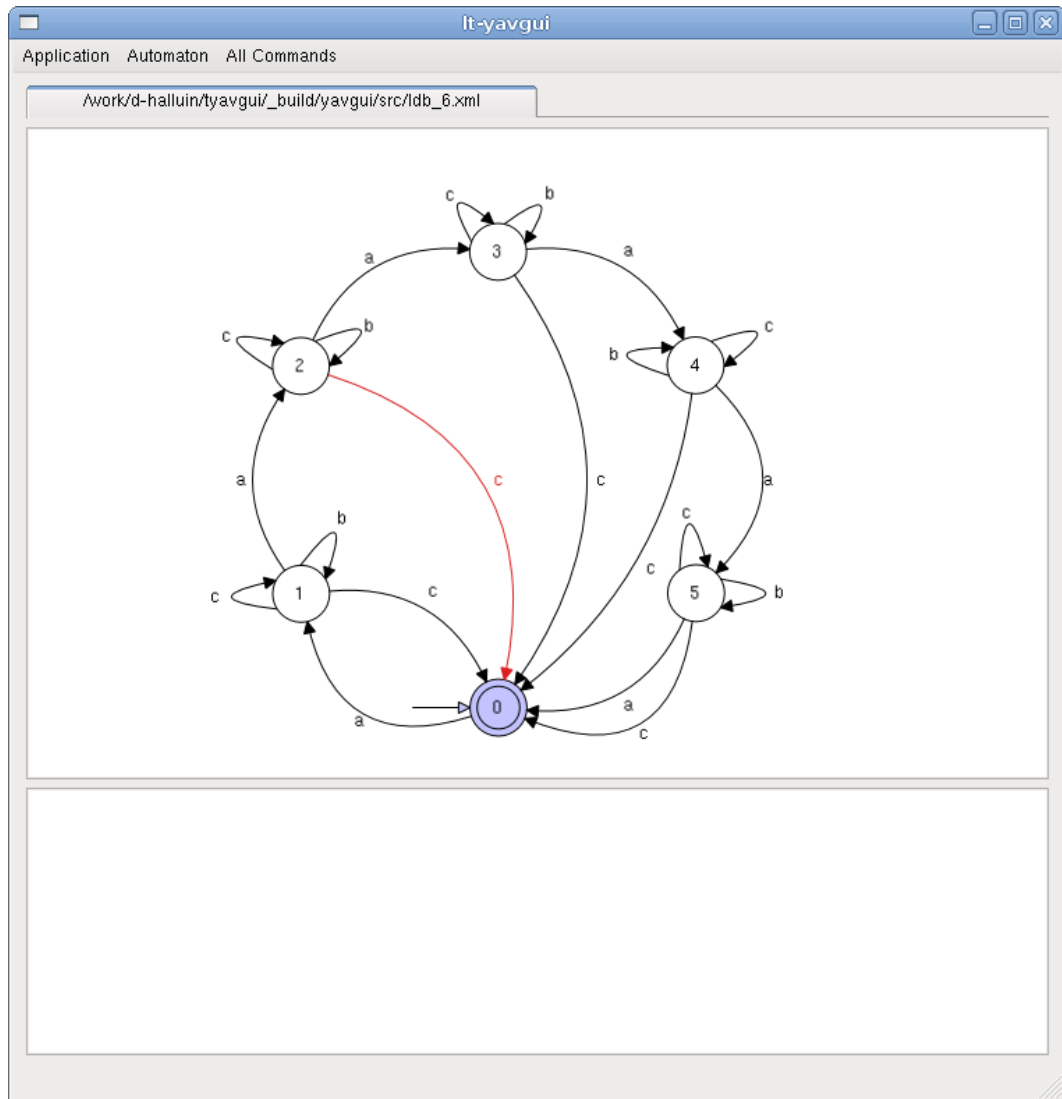 lt-yavgui
Application Automaton All Commands
/work/d-halluin/tyavgui/_build/yavgui/src/ldb_6.xml
c b
3
a a
c b
2
b c
4
a c c a
b
c
1
c
c
c
5
b
a
0
a
c